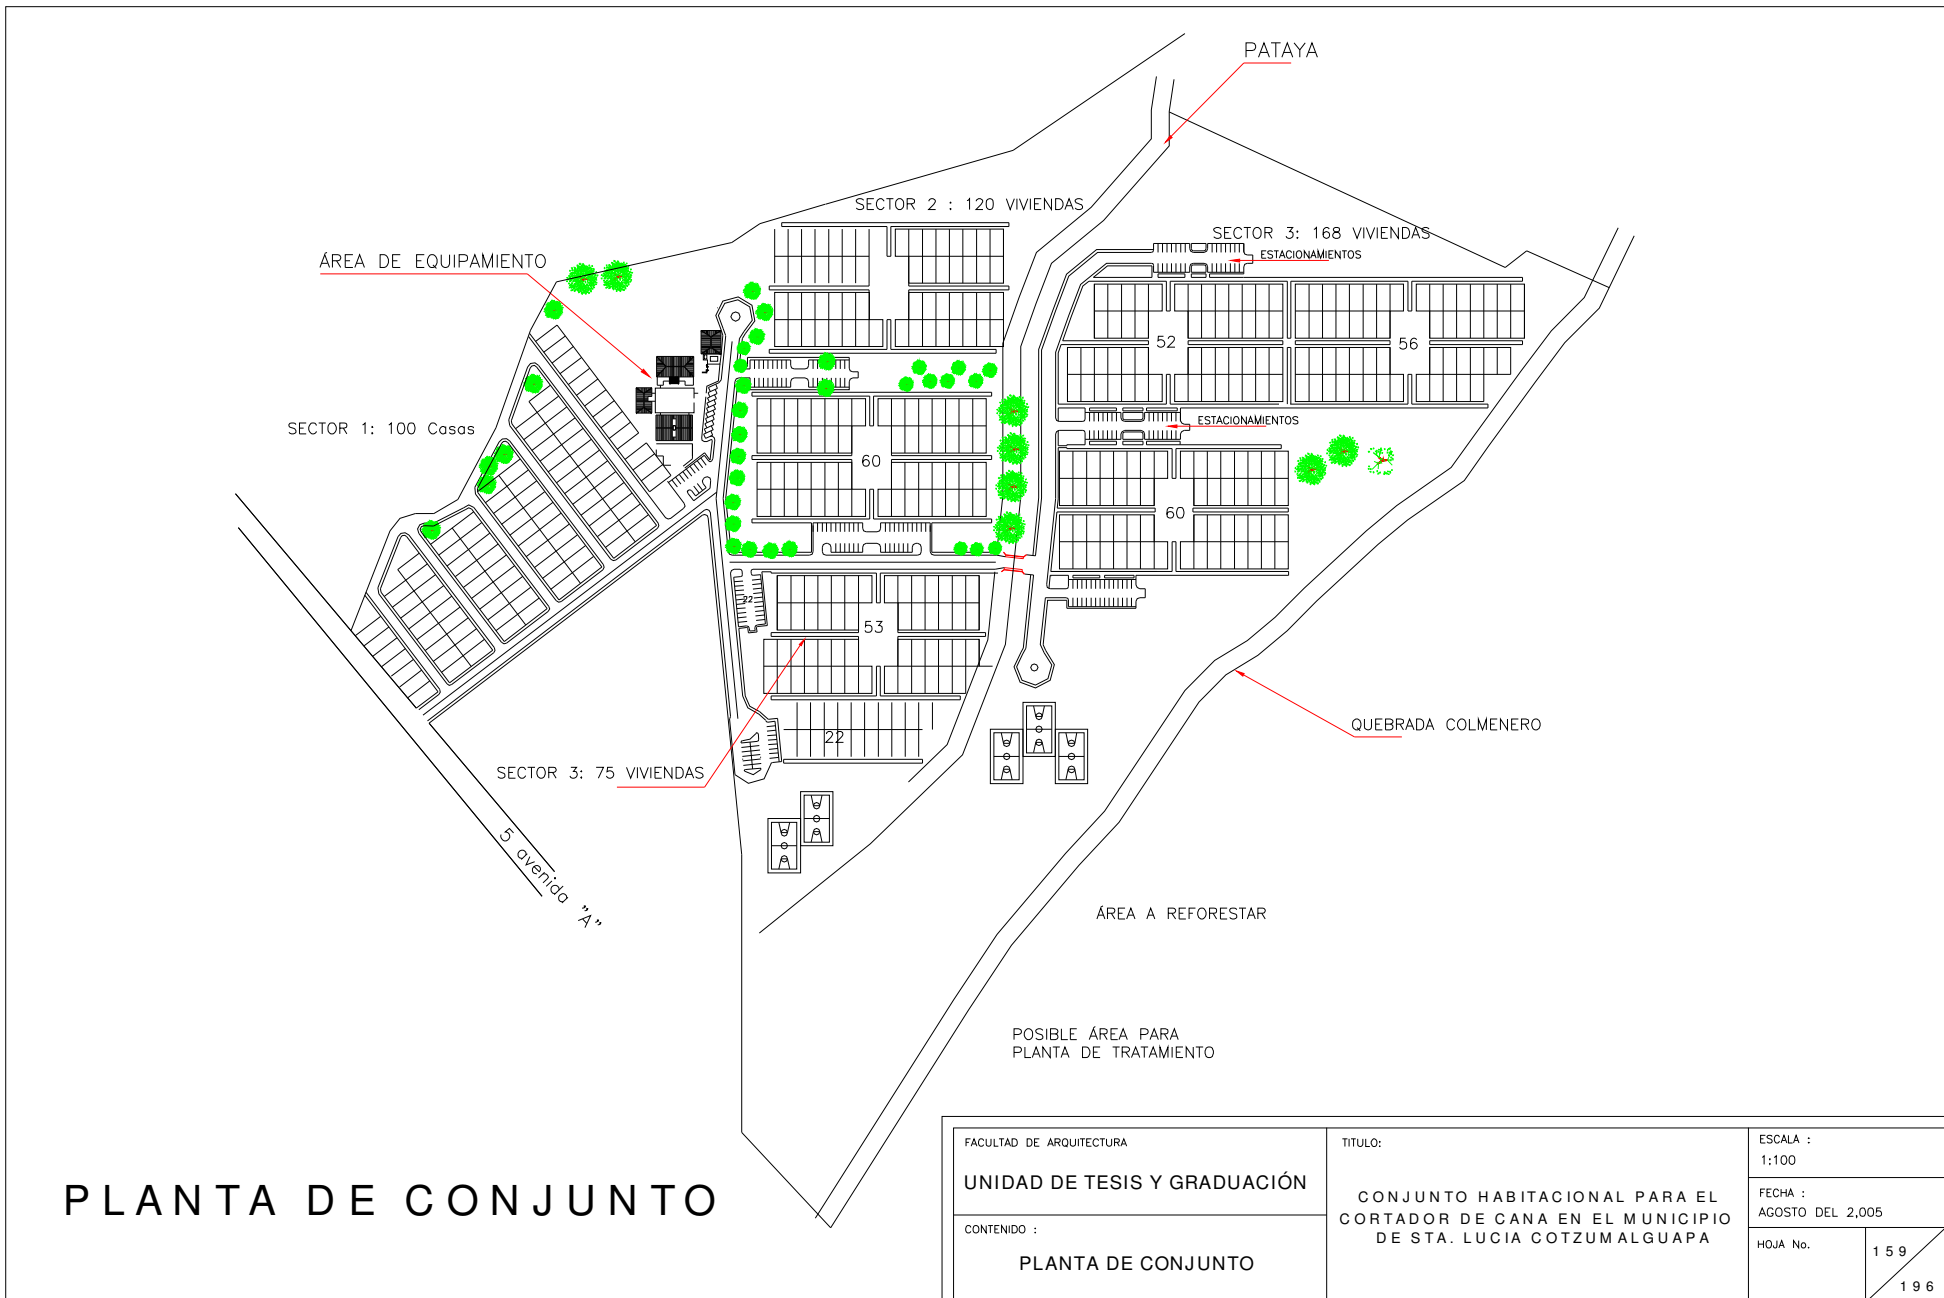 PATAYA
SECTOR 2 : 120 VIVIENDAS
SECTOR 3: 168 VIVIENDAS
ESTACIONAMIENTOS
ÁREA DE EQUIPAMIENTO
52
56
SECTOR 1: 100 Casas
ESTACIONAMIENTOS
60
60
22
53
QUEBRADA COLMENERO
22
SECTOR 3: 75 VIVIENDAS
5 avenida "A"
ÁREA A REFORESTAR
POSIBLE ÁREA PARA
PLANTA DE TRATAMIENTO
PLANTA DE CONJUNTO
FACULTAD DE ARQUITECTURA
UNIDAD DE TESIS Y GRADUACIÓN
CONTENIDO :
PLANTA DE CONJUNTO
TITULO:
CONJUNTO HABITACIONAL PARA EL
CORTADOR DE CANA EN EL MUNICIPIO
DE STA. LUCIA COTZUMALGUAPA
ESCALA :
1:100
FECHA :
AGOSTO DEL 2,005
HOJA No.
159
196